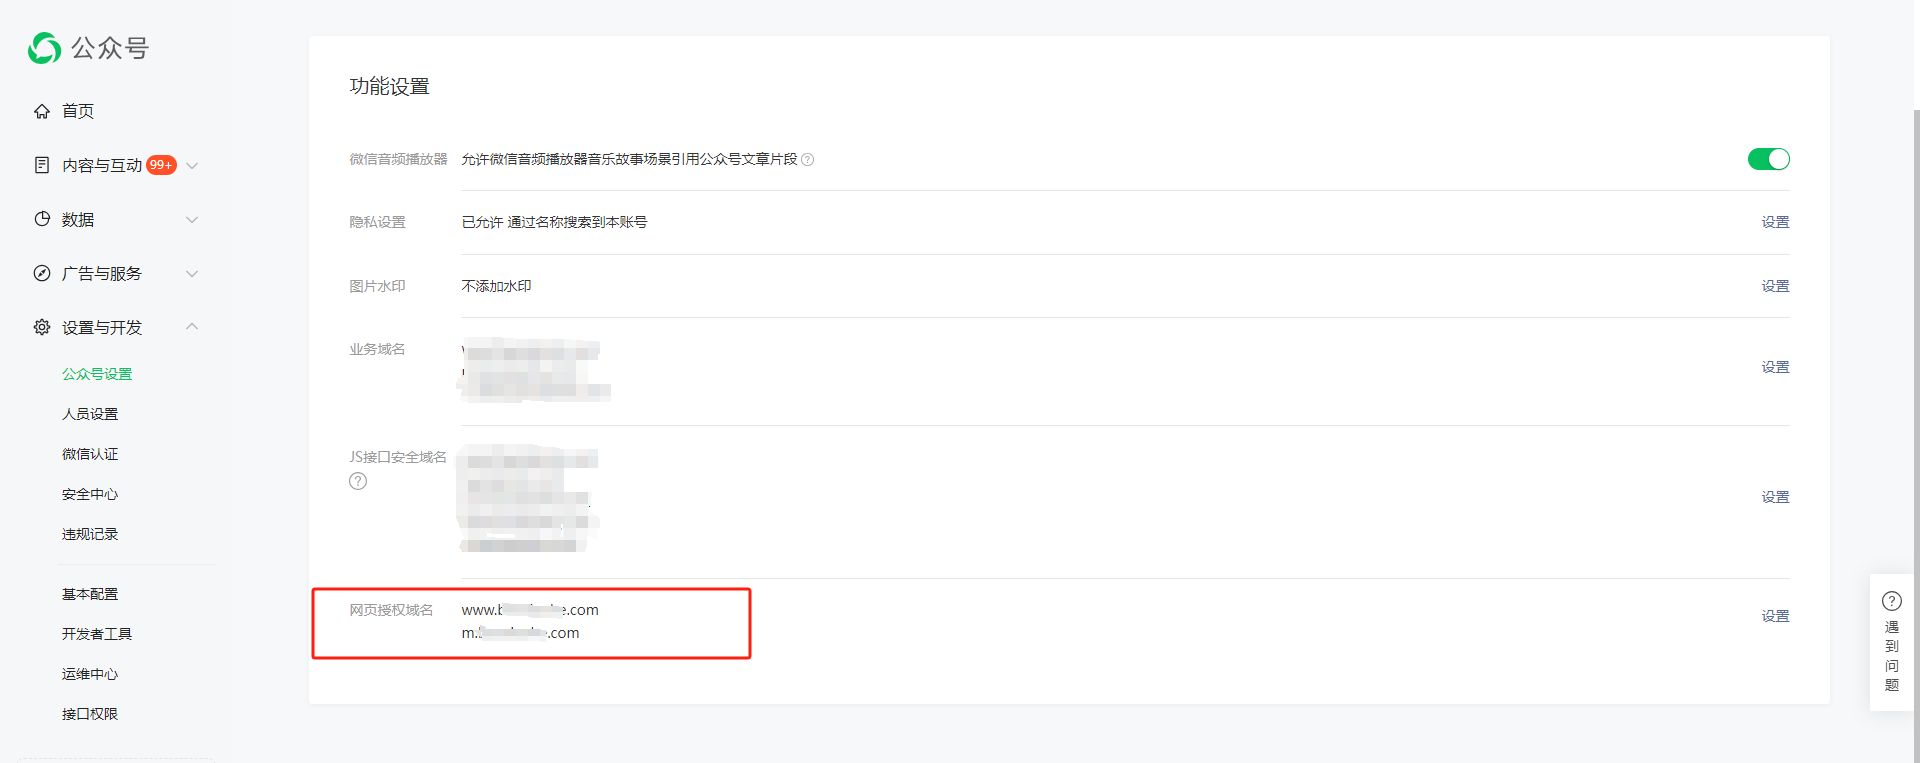 公众号
首页
内容与互动 99+
数据
广告与服务
设置与开发
公众号设置
人员设置
微信认证
安全中心
违规记录
基本配置
开发者工具
运维中心
接口权限
功能设置
微信音频播放器 允许微信音频播放器音乐故事场景引用公众号文章片段
隐私设置 已允许 通过名称搜索到本账号 设置
图片水印 不添加水印 设置
业务域名 设置
JS接口安全域名 设置
网页授权域名 www.b e.com 设置
m. .com
遇到问题